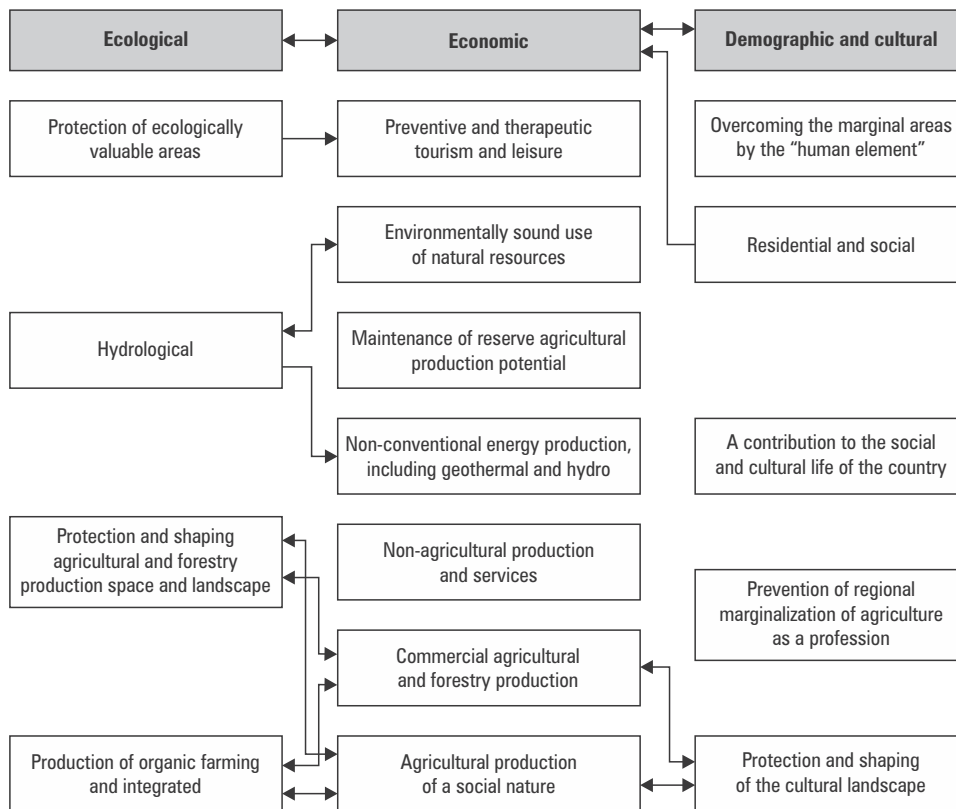 Ecological
Economic
Demographic and cultural
Protection of ecologically
valuable areas
Preventive and therapeutic
tourism and leisure
Overcoming the marginal areas
by the “human element”
Environmentally sound use
of natural resources
Residential and social
Hydrological
Maintenance of reserve agricultural
production potential
Non-conventional energy production,
including geothermal and hydro
A contribution to the social
and cultural life of the country
Protection and shaping
agricultural and forestry
production space and landscape
Non-agricultural production
and services
Prevention of regional
marginalization of agriculture
as a profession
Commercial agricultural
and forestry production
Production of organic farming
and integrated
Agricultural production
of a social nature
Protection and shaping
of the cultural landscape